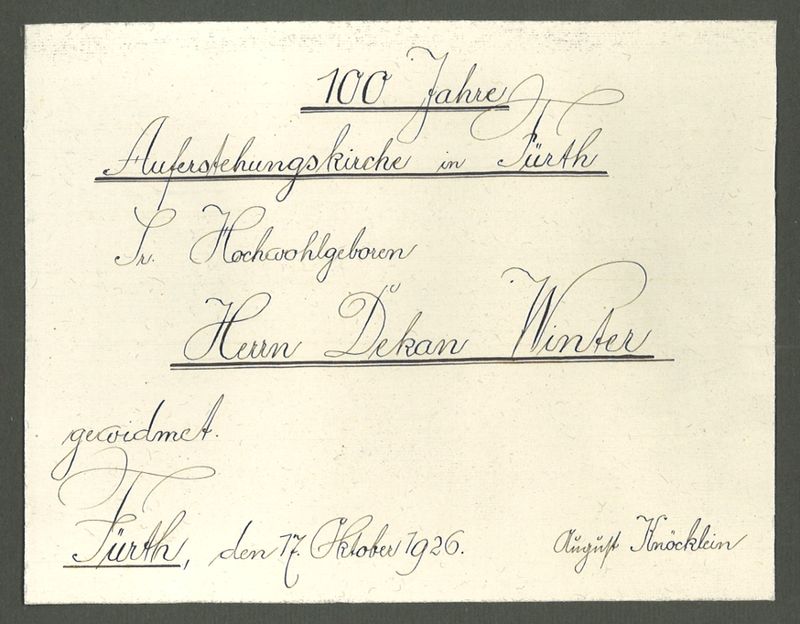 100 Jahre
Auferstehungskirche in Fürth
Sr. Hochwohlgeboren
Herrn Dekan Winter
gewidmet.
Fürth, den 17. Oktober 1926. August Knöcklein